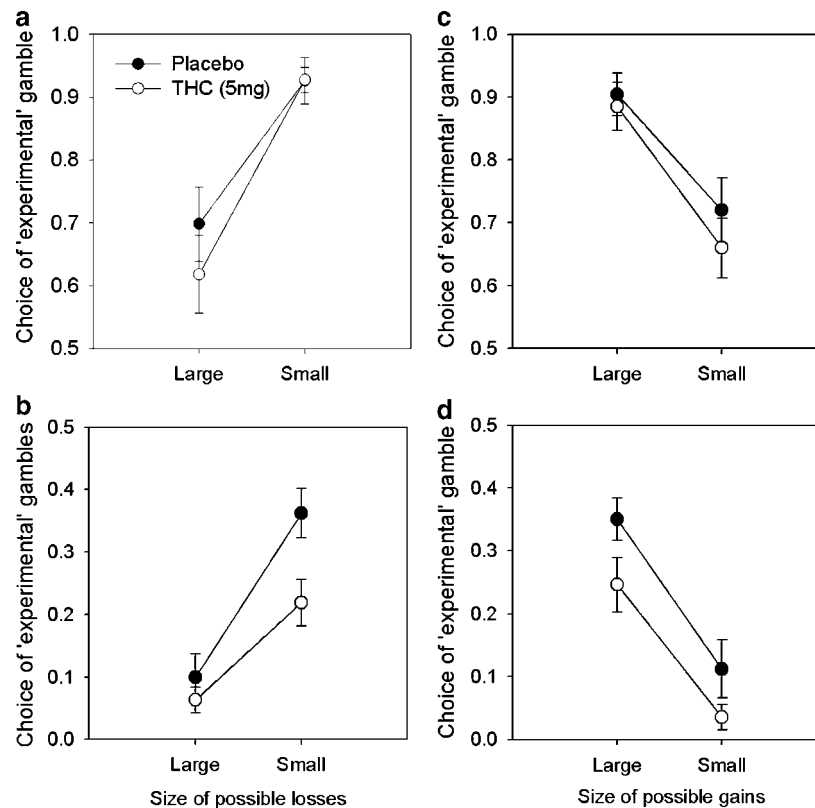 a
Choice of 'experimental' gamble
1.0
0.9
0.8
0.7
0.6
0.5
Placebo
THC (5mg)
Large Small
b
Choice of 'experimental' gambles
0.5
0.4
0.3
0.2
0.1
0.0
Large Small
Size of possible losses
c
Choice of 'experimental' gamble
1.0
0.9
0.8
0.7
0.6
0.5
Large Small
d
Choice of 'experimental' gamble
0.5
0.4
0.3
0.2
0.1
0.0
Large Small
Size of possible gains